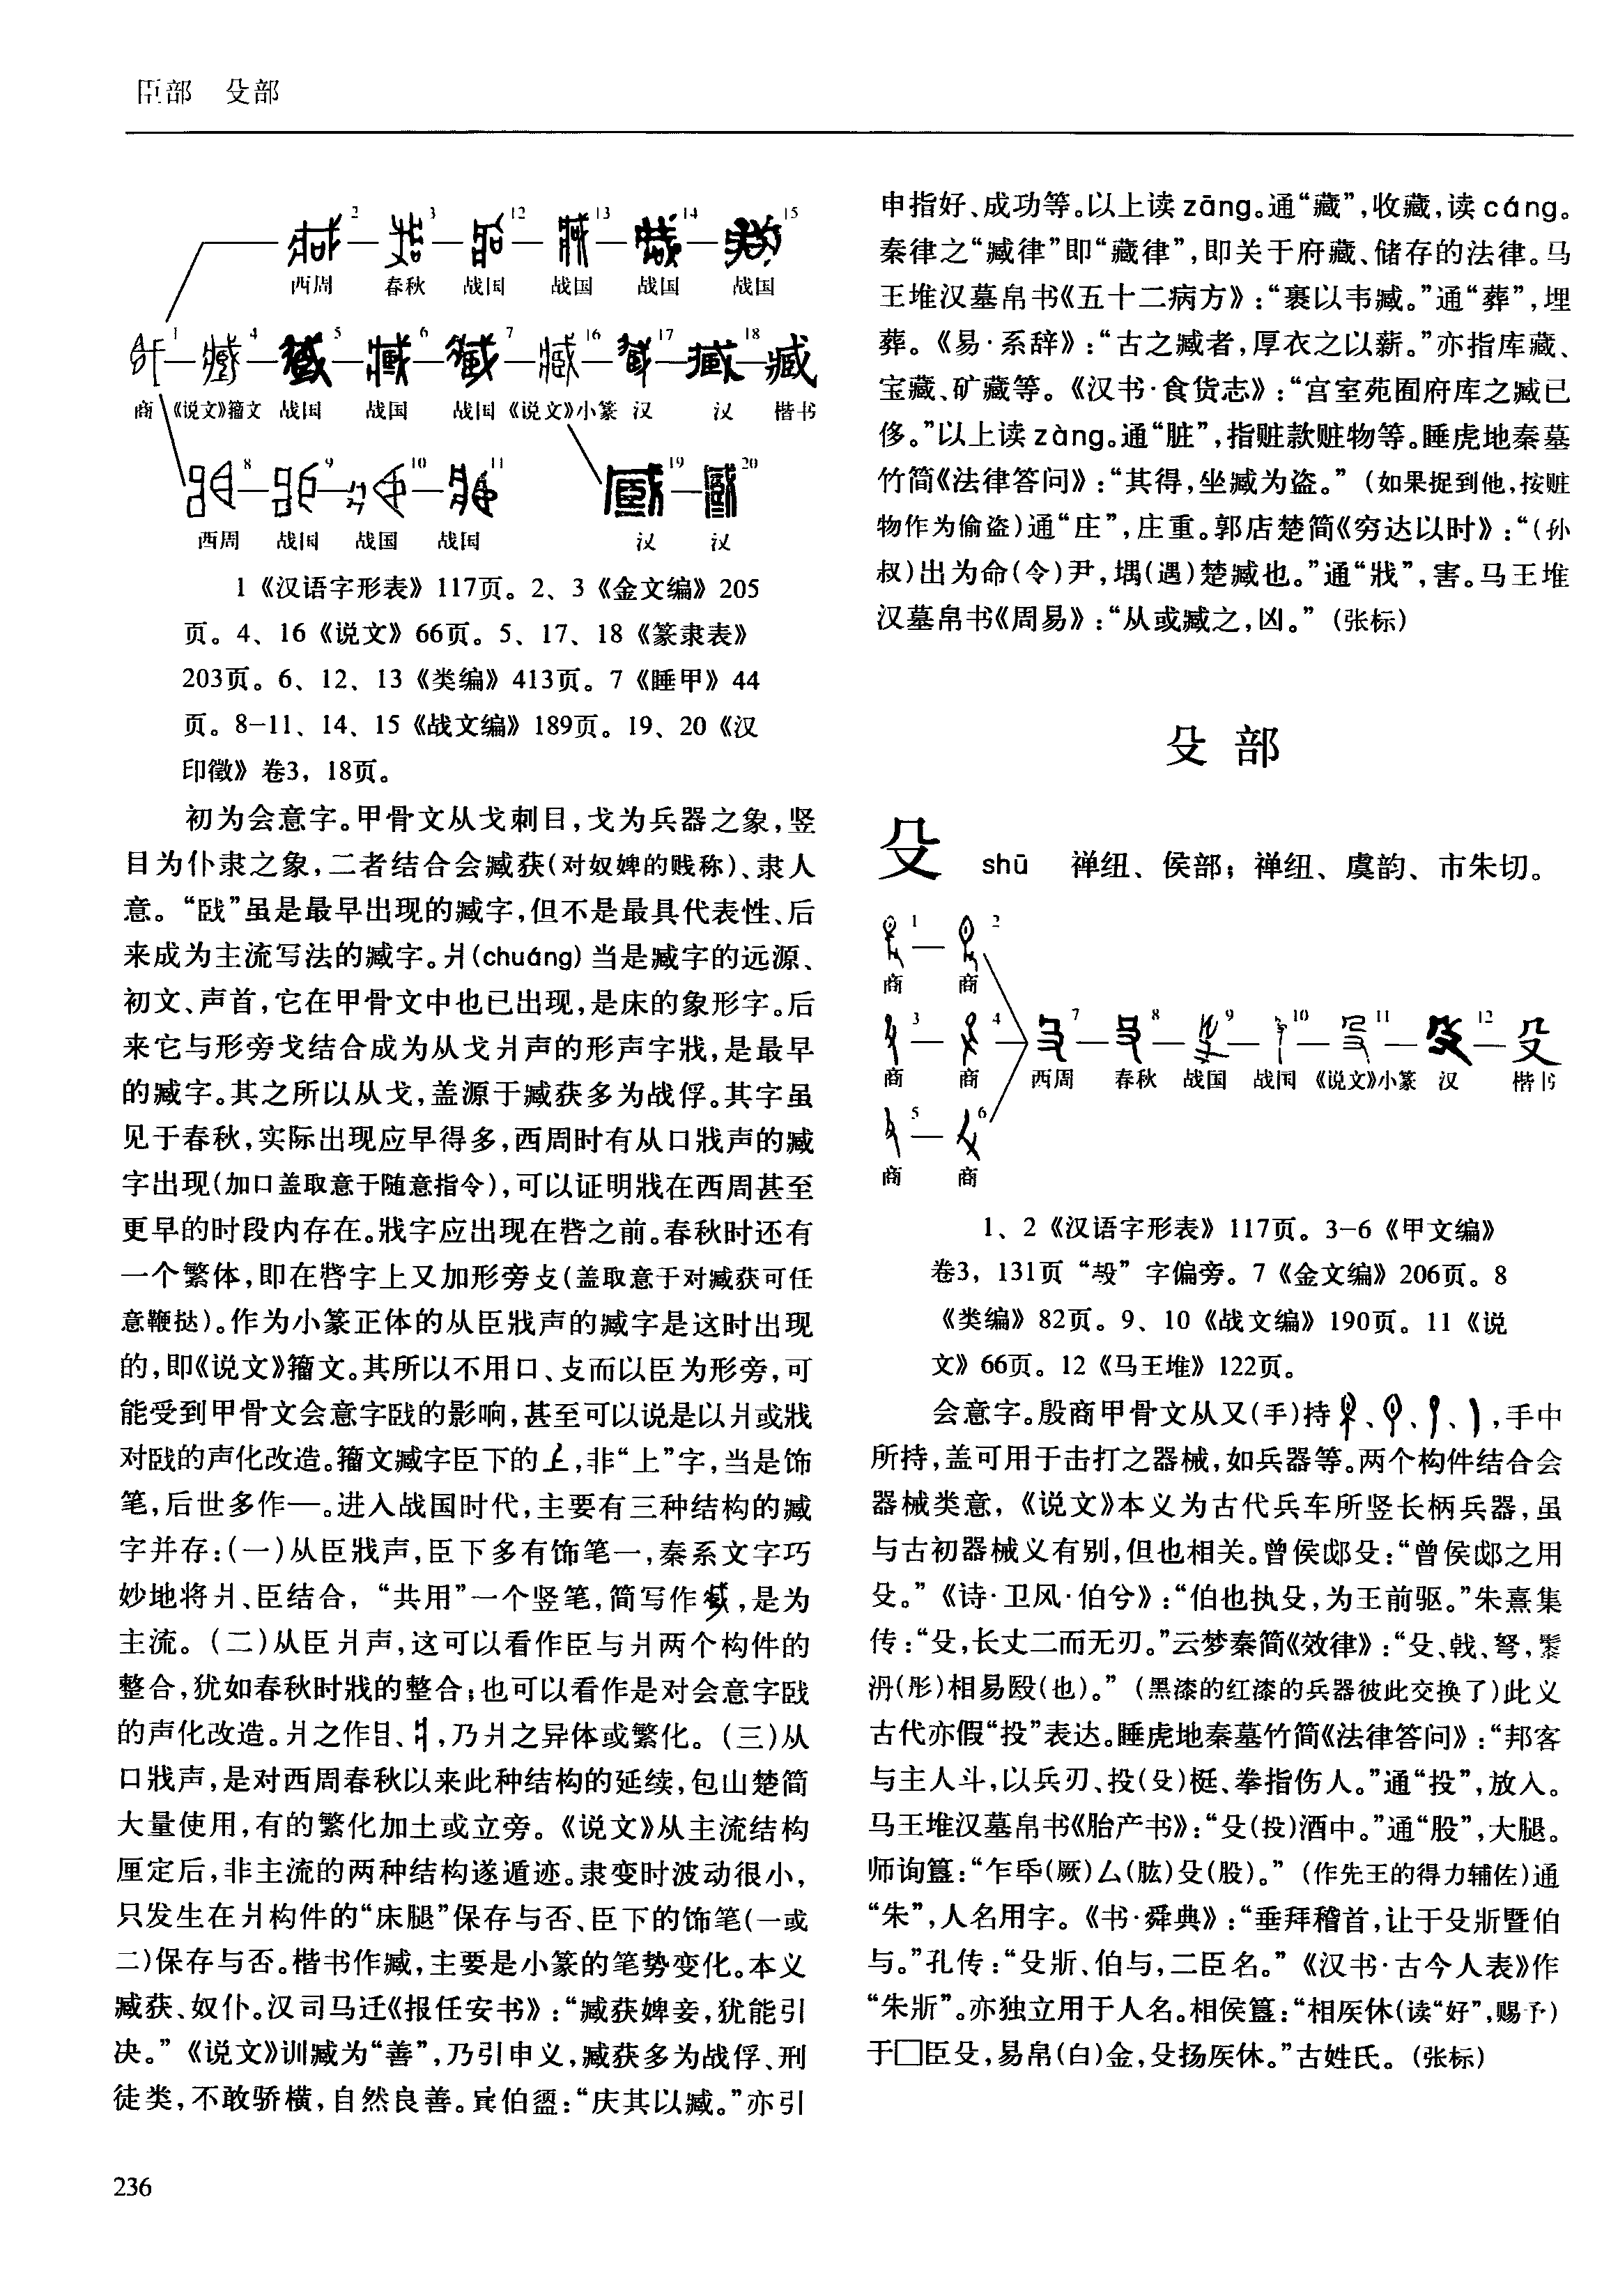 臣部　殳部
2 3 12 13 14 15
西周 春秋 战国 战国 战国 战国
1 4 5 6 7 16 17 18 臧
商 《说文》籀文 战国 战国 战国 《说文》小篆 汉 汉 楷书
8 9 10 11 19 20
西周 战国 战国 战国 汉 汉
1《汉语字形表》117页。2、3《金文编》205
页。4、16《说文》66页。5、17、18《篆隶表》
203页。6、12、13《类编》413页。7《睡甲》44
页。8-11、14、15《战文编》189页。19、20《汉
印徵》卷3，18页。
初为会意字。甲骨文从戈刺目，戈为兵器之象，竖
目为仆隶之象，二者结合会臧获(对奴婢的贱称)、隶人
意。“臤”虽是最早出现的臧字，但不是最具代表性、后
来成为主流写法的臧字。爿(chuáng)当是臧字的远源、
初文、声首，它在甲骨文中也已出现，是床的象形字。后
来它与形旁戈结合成为从戈爿声的形声字戕，是最早
的臧字。其之所以从戈，盖源于臧获多为战俘。其字虽
见于春秋，实际出现应早得多，西周时有从口戕声的臧
字出现(加口盖取意于随意指令)，可以证明戕在西周甚至
更早的时段内存在。戕字应出现在之前。春秋时还有
一个繁体，即在字上又加形旁攴(盖取意于对臧获可任
意鞭挞)。作为小篆正体的从臣戕声的臧字是这时出现
的，即《说文》籀文。其所以不用口、攴而以臣为形旁，可
能受到甲骨文会意字的影响，甚至可以说是以爿或戕
对的声化改造。籀文臧字臣下的，非“上”字，当是饰
笔，后世多作一。进入战国时代，主要有三种结构的臧
字并存：(一)从臣戕声，臣下多有饰笔一，秦系文字巧
妙地将爿、臣结合，“共用”一个竖笔，简写作，是为
主流。(二)从臣爿声，这可以看作臣与爿两个构件的
整合，犹如春秋时戕的整合；也可以看作是对会意字
的声化改造。爿之作、，乃爿之异体或繁化。(三)从
口戕声，是对西周春秋以来此种结构的延续，包山楚简
大量使用，有的繁化加土或立旁。《说文》从主流结构
厘定后，非主流的两种结构遂遁迹。隶变时波动很小，
只发生在爿构件的“床腿”保存与否、臣下的饰笔(一或
二)保存与否。楷书作臧，主要是小篆的笔势变化。本义
臧获、奴仆。汉司马迁《报任安书》：“臧获婢妾，犹能引
决。”《说文》训臧为“善”，乃引申义，臧获多为战俘、刑
徒类，不敢骄横，自然良善。㝬伯盨：“庆其以臧。”亦引
申指好、成功等。以上读zāng。通“藏”，收藏，读cáng。
秦律之“臧律”即“藏律”，即关于府藏、储存的法律。马
王堆汉墓帛书《五十二病方》：“裹以韦臧。”通“葬”，埋
葬。《易·系辞》：“古之臧者，厚衣之以薪。”亦指库藏、
宝藏、矿藏等。《汉书·食货志》：“宫室苑囿府库之臧已
侈。”以上读zàng。通“脏”，指赃款赃物等。睡虎地秦墓
竹简《法律答问》：“其得，坐臧为盗。”(如果捉到他，按赃
物作为偷盗)通“庄”，庄重。郭店楚简《穷达以时》：“(孙
叔)出为命(令)尹，堣(遇)楚臧也。”通“戕”，害。马王堆
汉墓帛书《周易》：“从或臧之，凶。”(张标)
殳部
殳 shū 禅纽、侯部；禅纽、虞韵、市朱切。
1 2
商 商
3 4 7 8 9 10 11 12 殳
商 商 西周 春秋 战国 战国 《说文》小篆 汉 楷书
5 6
商 商
1、2《汉语字形表》117页。3-6《甲文编》
卷3，131页“毁”字偏旁。7《金文编》206页。8
《类编》82页。9、10《战文编》190页。11《说
文》66页。12《马王堆》122页。
会意字。殷商甲骨文从又(手)持、、、，手中
所持，盖可用于击打之器械，如兵器等。两个构件结合会
器械类意，《说文》本义为古代兵车所竖长柄兵器，虽
与古初器械义有别，但也相关。曾侯郕殳：“曾侯郕之用
殳。”《诗·卫风·伯兮》：“伯也执殳，为王前驱。”朱熹集
传：“殳，长丈二而无刃。”云梦秦简《效律》：“殳、戟、弩，髹
𣲕(彤)相易殹(也)。”(黑漆的红漆的兵器彼此交换了)此义
古代亦假“投”表达。睡虎地秦墓竹简《法律答问》：“邦客
与主人斗，以兵刃、投(殳)梃、拳指伤人。”通“投”，放入。
马王堆汉墓帛书《胎产书》：“殳(投)酒中。”通“股”，大腿。
师询簋：“乍厥(厥)厶(肱)殳(股)。”(作先王的得力辅佐)通
“朱”，人名用字。《书·舜典》：“垂拜稽首，让于殳斨暨伯
与。”孔传：“殳斨、伯与，二臣名。”《汉书·古今人表》作
“朱斨”。亦独立用于人名。相侯簋：“相厌休(读“好”，赐予)
于□臣殳，易帛(白)金，殳扬厌休。”古姓氏。(张标)
236